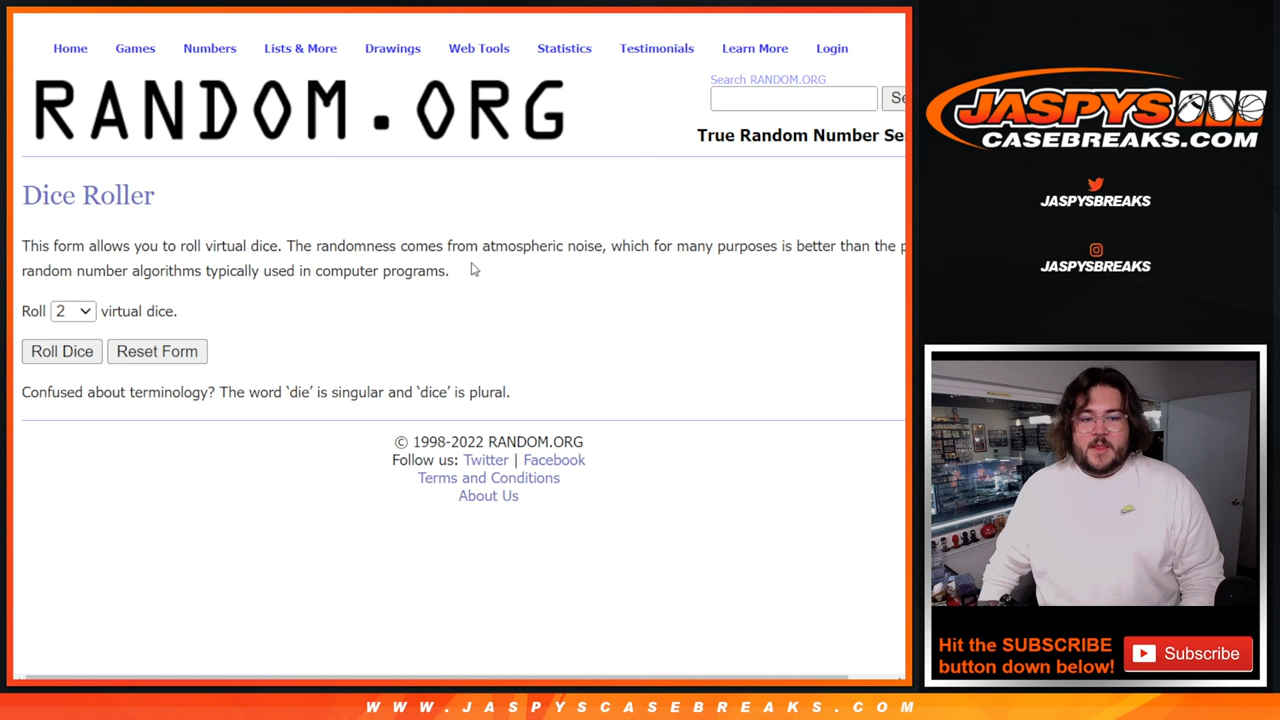 Home Games Numbers Lists & More Drawings Web Tools Statistics Testimonials Learn More Login
RANDOM.ORG
Search RANDOM.ORG
Se
True Random Number Se
Dice Roller
This form allows you to roll virtual dice. The randomness comes from atmospheric noise, which for many purposes is better than the p
random number algorithms typically used in computer programs.
Roll 2 virtual dice.
Roll Dice Reset Form
Confused about terminology? The word ‘die’ is singular and ‘dice’ is plural.
© 1998-2022 RANDOM.ORG
Follow us: Twitter | Facebook
Terms and Conditions
About Us
JASPYS
CASEBREAKS.COM
JASPYSBREAKS
JASPYSBREAKS
Hit the SUBSCRIBE
button down below!
Subscribe
WWW.JASPYSCASEBREAKS.COM